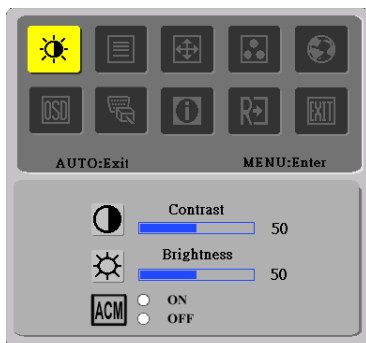 OSD
R
EXIT
AUTO:Exit MENU:Enter
Contrast
50
Brightness
50
ACM ON
OFF